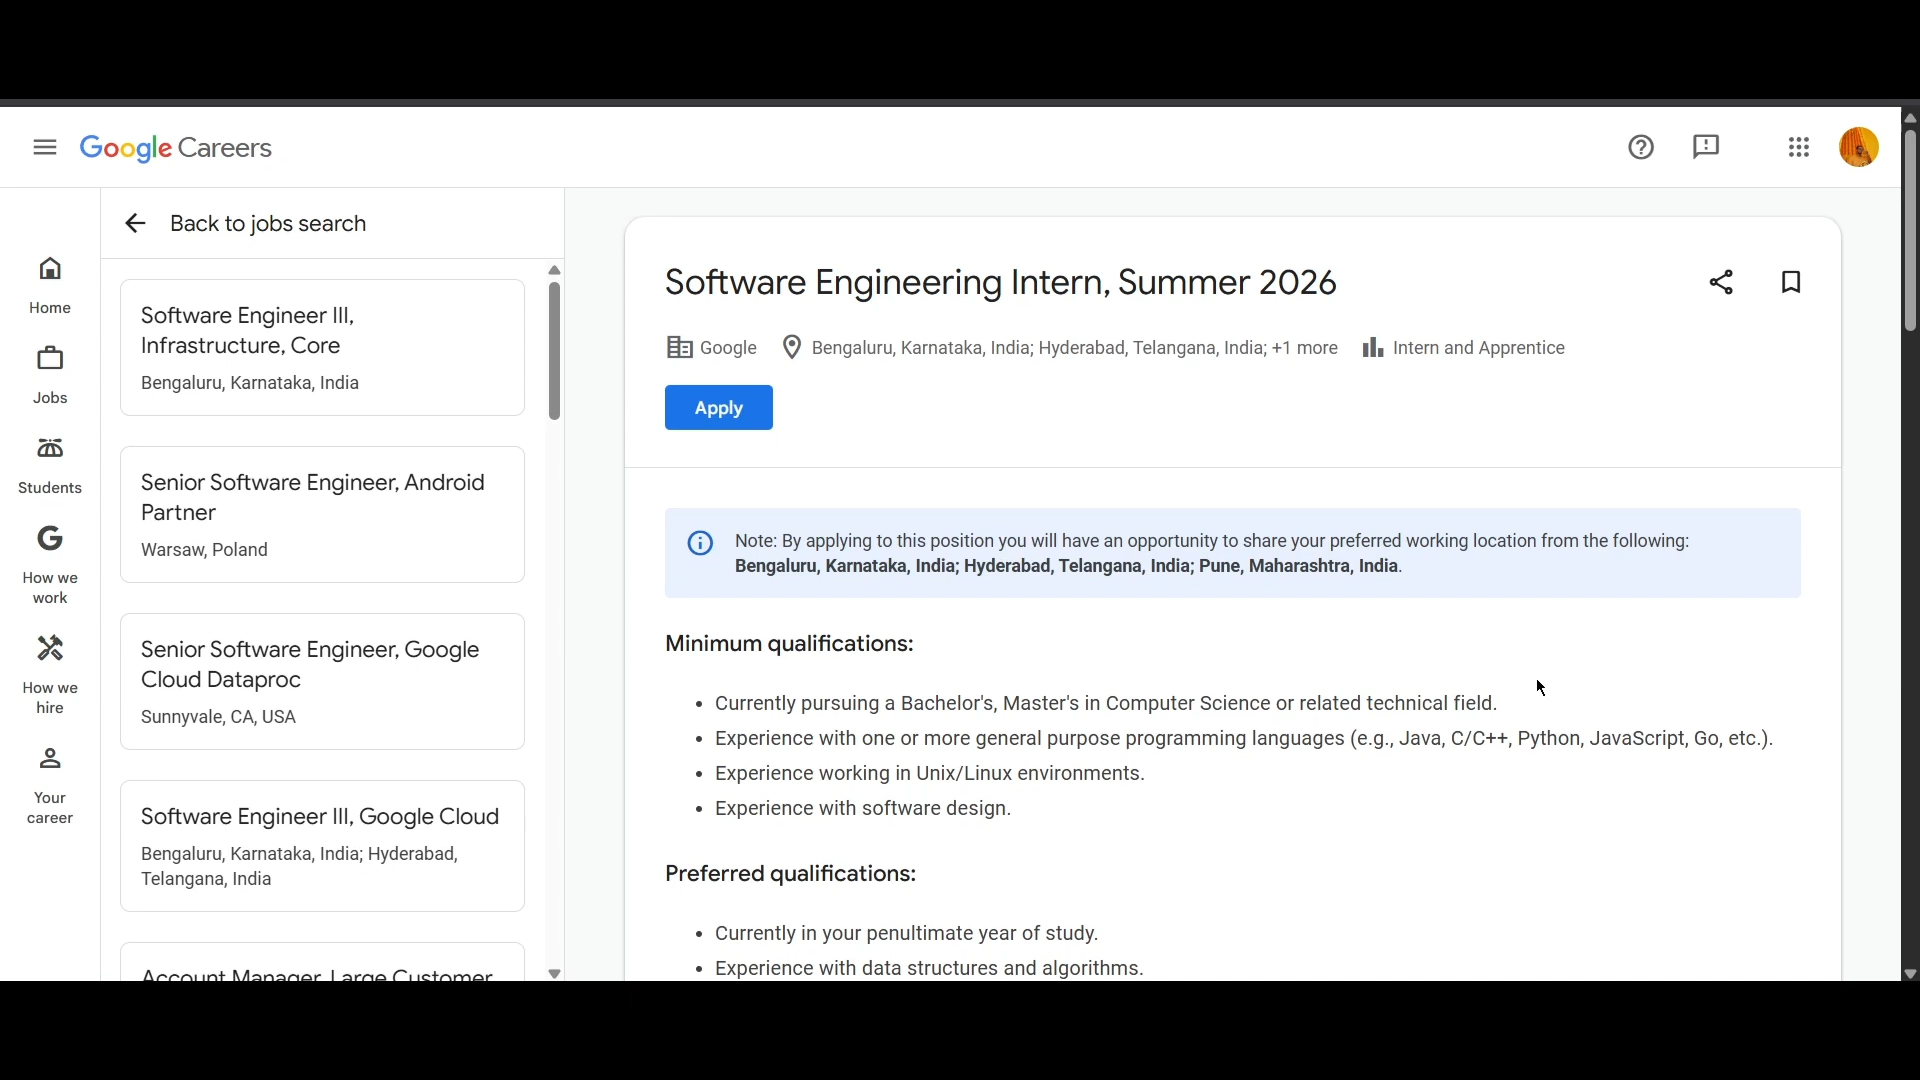 Google Careers
Back to jobs search
Home
Jobs
Students
How we
work
How we
hire
Your
career
Software Engineer III,
Infrastructure, Core
Bengaluru, Karnataka, India
Senior Software Engineer, Android
Partner
Warsaw, Poland
Senior Software Engineer, Google
Cloud Dataproc
Sunnyvale, CA, USA
Software Engineer III, Google Cloud
Bengaluru, Karnataka, India; Hyderabad,
Telangana, India
Account Manager, Large Customer
Software Engineering Intern, Summer 2026
Google Bengaluru, Karnataka, India; Hyderabad, Telangana, India; +1 more Intern and Apprentice
Apply
Note: By applying to this position you will have an opportunity to share your preferred working location from the following:
Bengaluru, Karnataka, India; Hyderabad, Telangana, India; Pune, Maharashtra, India.
Minimum qualifications:
• Currently pursuing a Bachelor's, Master's in Computer Science or related technical field.
• Experience with one or more general purpose programming languages (e.g., Java, C/C++, Python, JavaScript, Go, etc.).
• Experience working in Unix/Linux environments.
• Experience with software design.
Preferred qualifications:
• Currently in your penultimate year of study.
• Experience with data structures and algorithms.